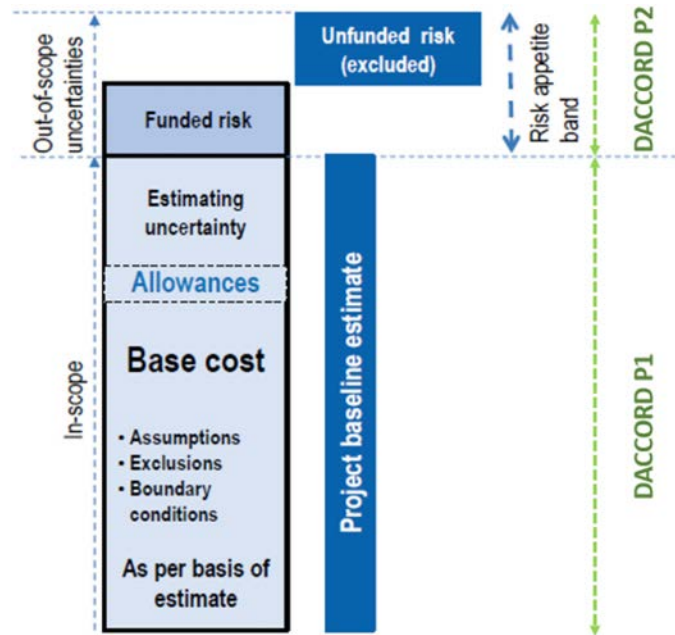 Out-of-scope
uncertainties
Unfunded risk
(excluded)
Risk appetite
band
DACCORD P2
Funded risk
In-scope
Estimating
uncertainty
Allowances
Base cost
• Assumptions
• Exclusions
• Boundary
conditions
As per basis of
estimate
Project baseline estimate
DACCORD P1